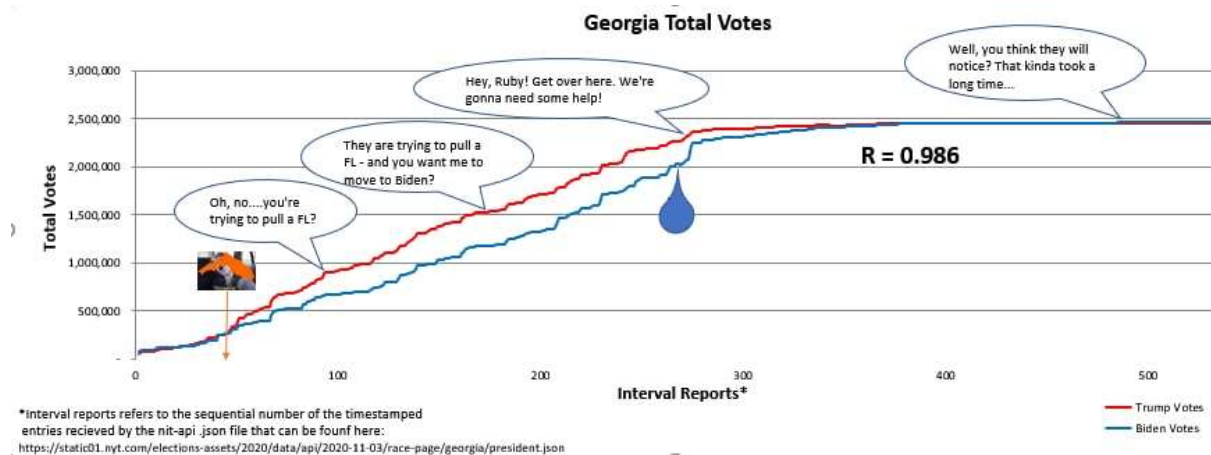 Georgia Total Votes
Well, you think they will
notice? That kinda took a
long time...
Hey, Ruby! Get over here. We're
gonna need some help!
They are trying to pull a
FL - and you want me to
move to Biden?
Oh, no....you're
trying to pull a FL?
R = 0.986
Total Votes
3,000,000
2,500,000
2,000,000
1,500,000
1,000,000
500,000
-
0
100
200
300
400
500
Interval Reports*
Trump Votes
Biden Votes
*Interval reports refers to the sequential number of the timestamped
entries recieved by the nit-api .json file that can be founf here:
https://static01.nyt.com/elections-assets/2020/data/api/2020-11-03/race-page/georgia/president.json